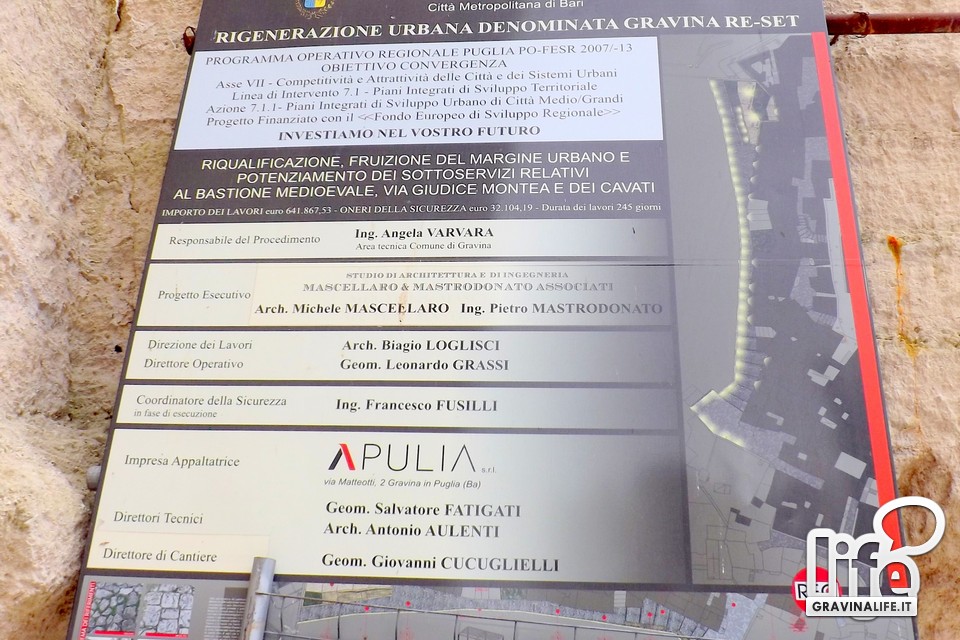 Città Metropolitana di Bari
RIGENERAZIONE URBANA DENOMINATA GRAVINA RE-SET
PROGRAMMA OPERATIVO REGIONALE PUGLIA PO-FESR 2007/-13
OBIETTIVO CONVERGENZA
Asse VII - Competitività e Attrattività delle Città e dei Sistemi Urbani
Linea di Intervento 7.1 - Piani Integrati di Sviluppo Territoriale
Azione 7.1.1- Piani Integrati di Sviluppo Urbano di Città Medio/Grandi
Progetto Finanziato con il <<Fondo Europeo di Sviluppo Regionale>>
INVESTIAMO NEL VOSTRO FUTURO
RIQUALIFICAZIONE, FRUIZIONE DEL MARGINE URBANO E
POTENZIAMENTO DEI SOTTOSERVIZI RELATIVI
AL BASTIONE MEDIOEVALE, VIA GIUDICE MONTEA E DEI CAVATI
IMPORTO DEI LAVORI euro 641.867,53 - ONERI DELLA SICUREZZA euro 32.104,19 - Durata dei lavori 245 giorni
Responsabile del Procedimento
Ing. Angela VARVARA
Area tecnica Comune di Gravina
Progetto Esecutivo
STUDIO DI ARCHITETTURA E DI INGEGNERIA
MASCELLARO & MASTRODONATO ASSOCIATI
Arch. Michele MASCELLARO Ing. Pietro MASTRODONATO
Direzione dei Lavori Arch. Biagio LOGLISCI
Direttore Operativo Geom. Leonardo GRASSI
Coordinatore della Sicurezza
in fase di esecuzione
Ing. Francesco FUSILLI
Impresa Appaltatrice
APULIA s.r.l.
via Matteotti, 2 Gravina in Puglia (Ba)
Direttori Tecnici
Geom. Salvatore FATIGATI
Arch. Antonio AULENTI
Direttore di Cantiere Geom. Giovanni CUCUGLIELLI
life
GRAVINALIFE.IT